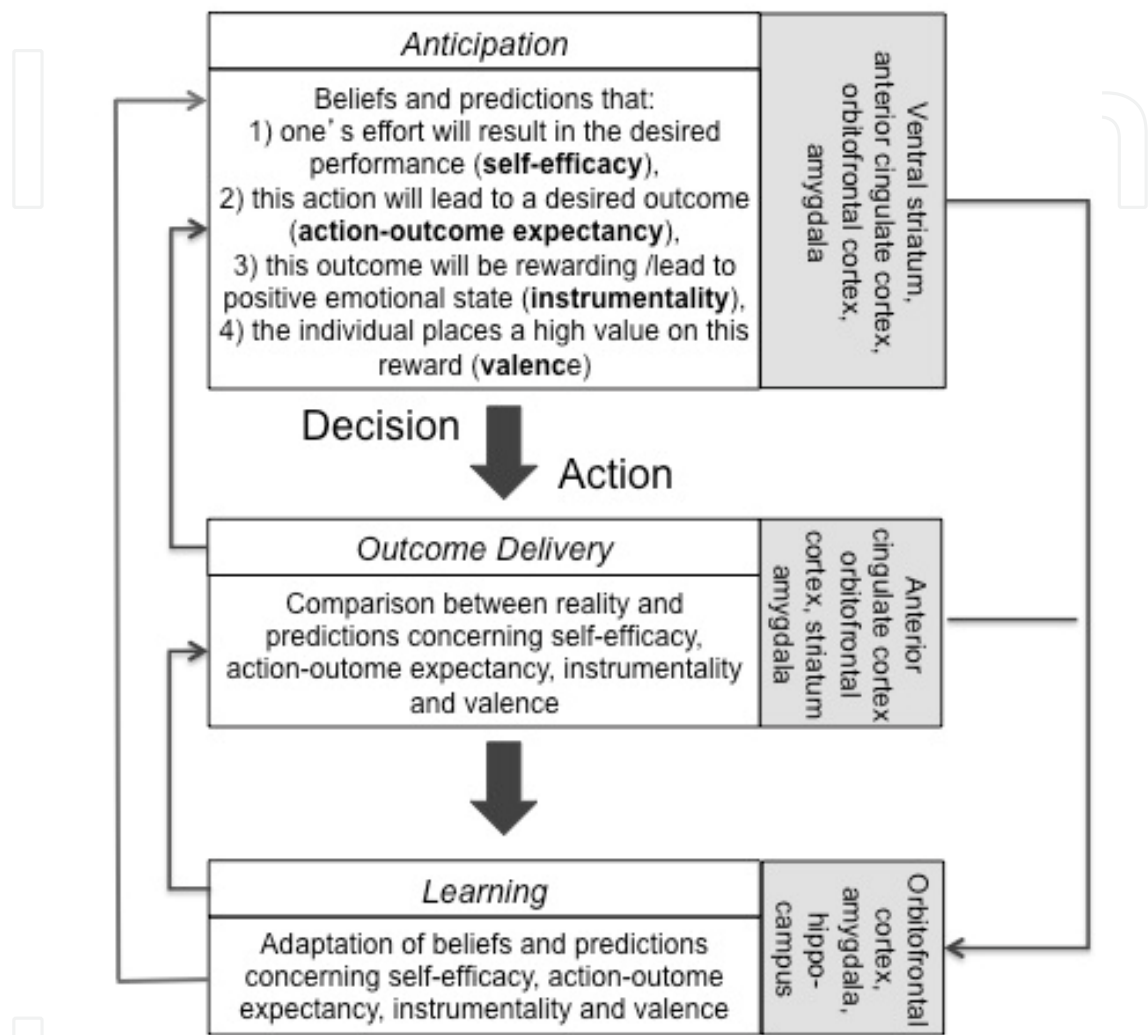 Anticipation
Beliefs and predictions that:
1) one's effort will result in the desired
performance (self-efficacy),
2) this action will lead to a desired outcome
(action-outcome expectancy),
3) this outcome will be rewarding /lead to
positive emotional state (instrumentality),
4) the individual places a high value on this
reward (valence)
Ventral striatum,
anterior cingulate cortex,
orbitofrontal cortex,
amygdala
Decision
Action
Outcome Delivery
Comparison between reality and
predictions concerning self-efficacy,
action-outome expectancy, instrumentality
and valence
Anterior
cingulate cortex
orbitofrontal
cortex, striatum
amygdala
Learning
Adaptation of beliefs and predictions
concerning self-efficacy, action-outome
expectancy, instrumentality and valence
Orbitofrontal
cortex,
amygdala,
hippo-
campus